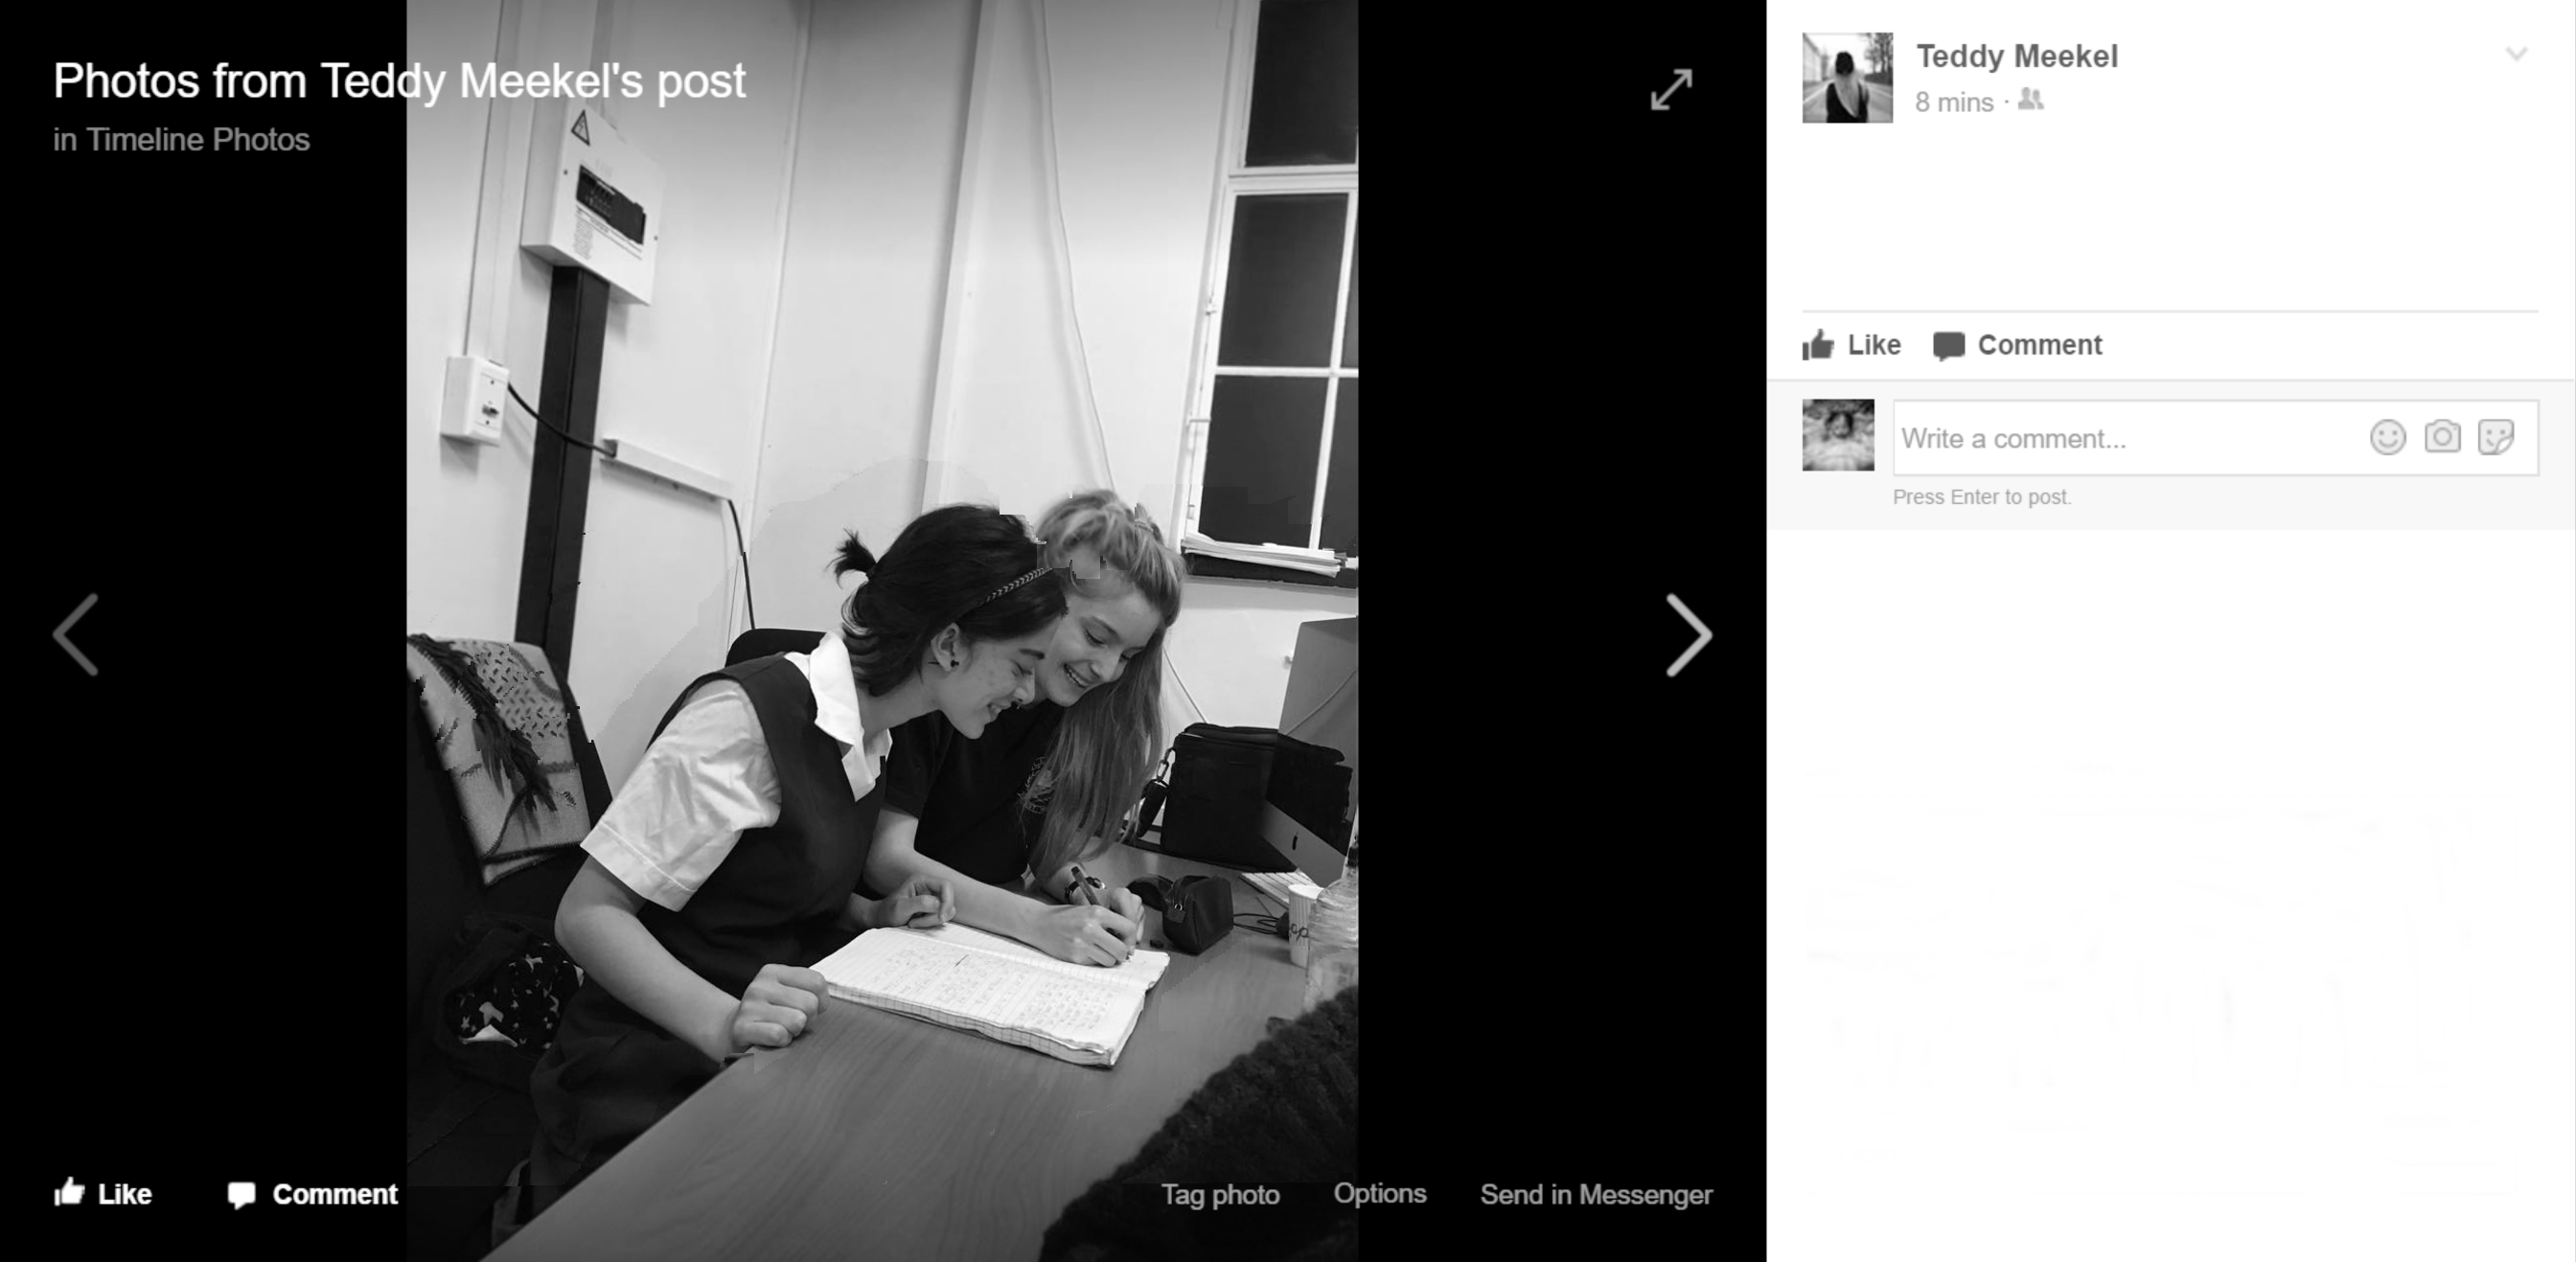 Photos from Teddy Meekel's post
in Timeline Photos
Like
Comment
Tag photo
Options
Send in Messenger
Teddy Meekel
8 mins ·
Like
Comment
Write a comment...
Press Enter to post.